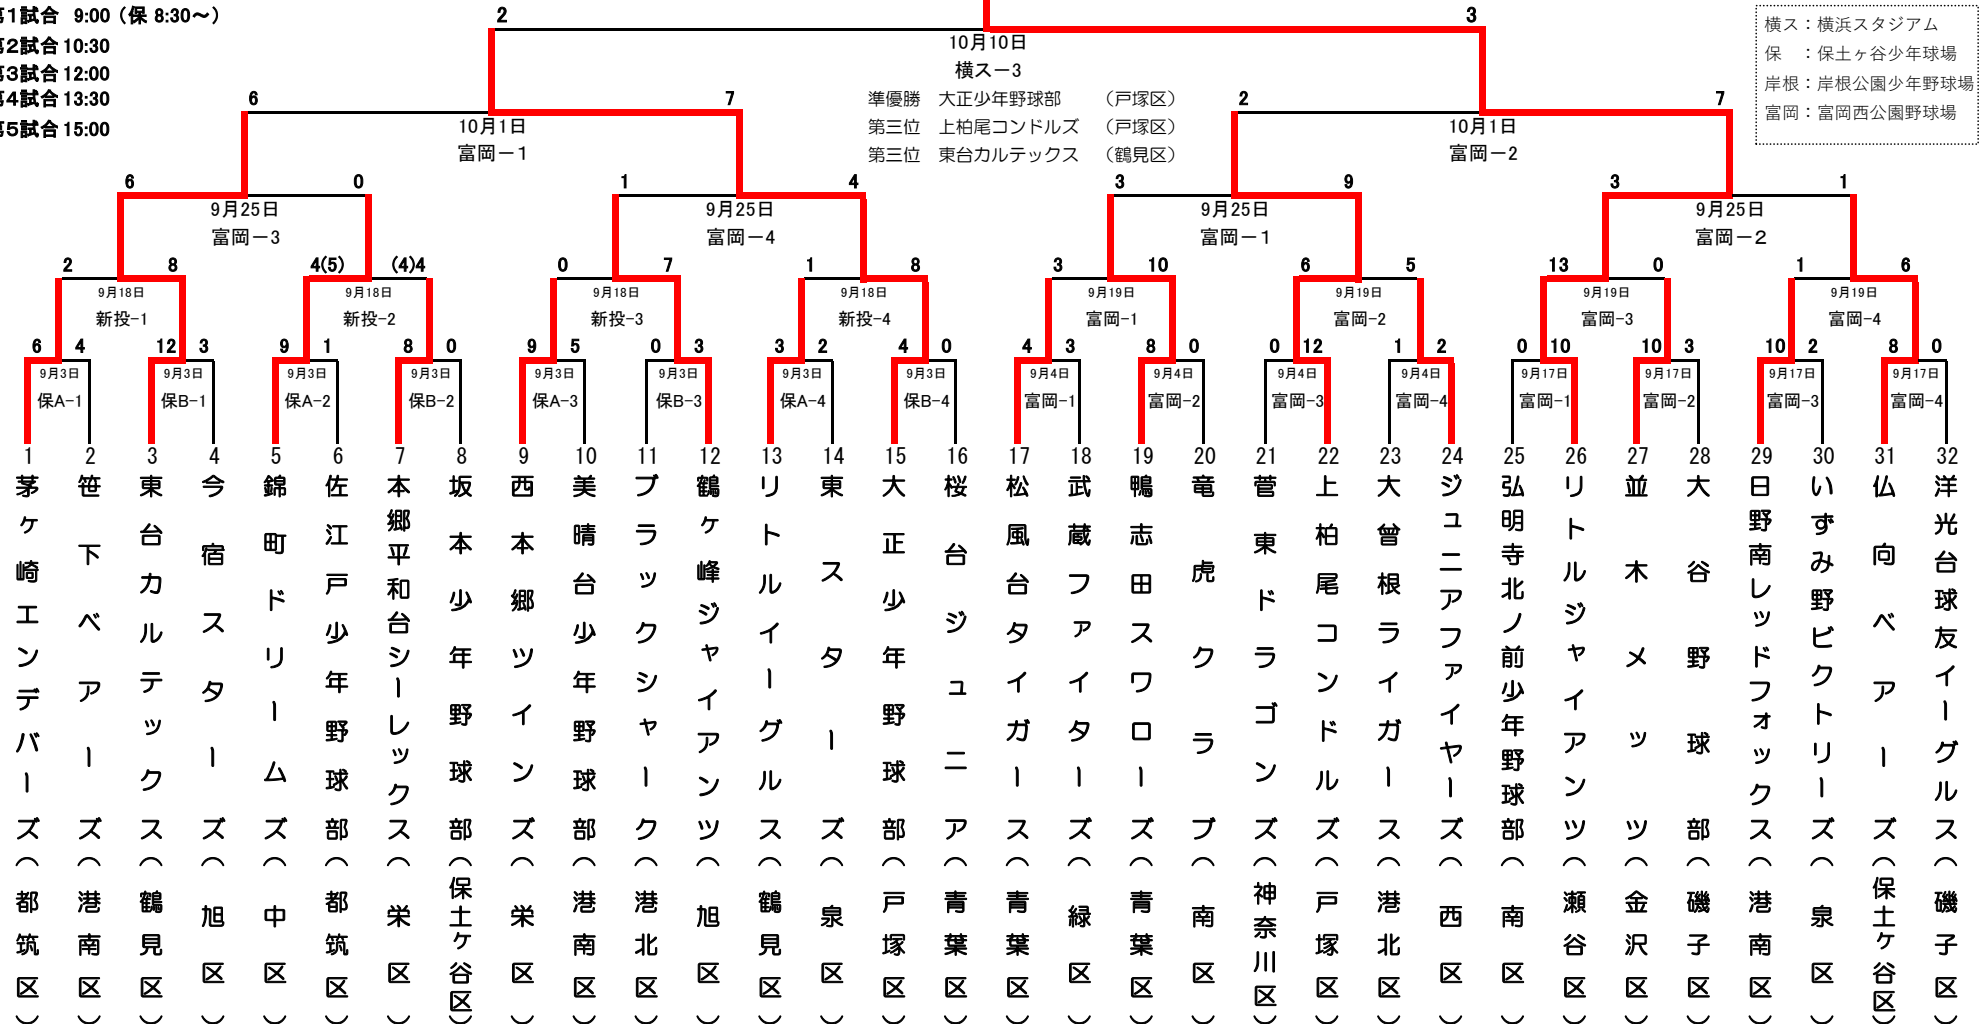 第1試合 9:00（保 8:30～）
第2試合 10:30
第3試合 12:00
第4試合 13:30
第5試合 15:00
横ス：横浜スタジアム
保　：保土ヶ谷少年球場
岸根：岸根公園少年野球場
富岡：富岡西公園野球場
2 3
10月10日
横スー3
準優勝 大正少年野球部 （戸塚区）
第三位 上柏尾コンドルズ （戸塚区）
第三位 東台カルテックス （鶴見区）
6 7 2 7
10月1日 10月1日
富岡ー1 富岡ー2
6 0 1 4 3 9 3 1
9月25日 9月25日 9月25日 9月25日
富岡ー3 富岡ー4 富岡ー1 富岡ー2
2 8 4(5) (4)4 0 7 1 8 3 10 6 5 13 0 1 6
9月18日 9月18日 9月18日 9月18日 9月19日 9月19日 9月19日 9月19日
新投-1 新投-2 新投-3 新投-4 富岡-1 富岡-2 富岡-3 富岡-4
6 4 12 3 9 1 8 0 9 5 0 3 3 2 4 0 4 3 8 0 0 12 1 2 0 10 10 3 10 2 8 0
9月3日 9月3日 9月3日 9月3日 9月3日 9月3日 9月3日 9月3日 9月4日 9月4日 9月4日 9月4日 9月17日 9月17日 9月17日 9月17日
保A-1 保B-1 保A-2 保B-2 保A-3 保B-3 保A-4 保B-4 富岡-1 富岡-2 富岡-3 富岡-4 富岡-1 富岡-2 富岡-3 富岡-4
1 茅ヶ崎エンデバーズ（都筑区）
2 笹下ベアーズ（港南区）
3 東台カルテックス（鶴見区）
4 今宿スターズ（旭区）
5 錦町ドリームズ（中区）
6 佐江戸少年野球部（都筑区）
7 本郷平和台シーレックス（栄区）
8 坂本少年野球部（保土ケ谷区）
9 西本郷ツインズ（栄区）
10 美晴台少年野球部（港南区）
11 ブラックシャーク（港北区）
12 鶴ヶ峰ジャイアンツ（旭区）
13 リトルイーグルス（鶴見区）
14 東スターズ（泉区）
15 大正少年野球部（戸塚区）
16 桜台ジュニア（青葉区）
17 松風台タイガース（青葉区）
18 武蔵ファイターズ（緑区）
19 鴨志田スワローズ（青葉区）
20 竜虎クラブ（南区）
21 菅東ドラゴンズ（神奈川区）
22 上柏尾コンドルズ（戸塚区）
23 大曽根ライガース（港北区）
24 ジュニアファイヤーズ（西区）
25 弘明寺北ノ前少年野球部（南区）
26 リトルジャイアンツ（瀬谷区）
27 並木メッツ（金沢区）
28 大谷野球部（磯子区）
29 日野南レッドフォックス（港南区）
30 いずみ野ビクトリーズ（泉区）
31 仏向ベアーズ（保土ヶ谷区）
32 洋光台球友イーグルス（磯子区）